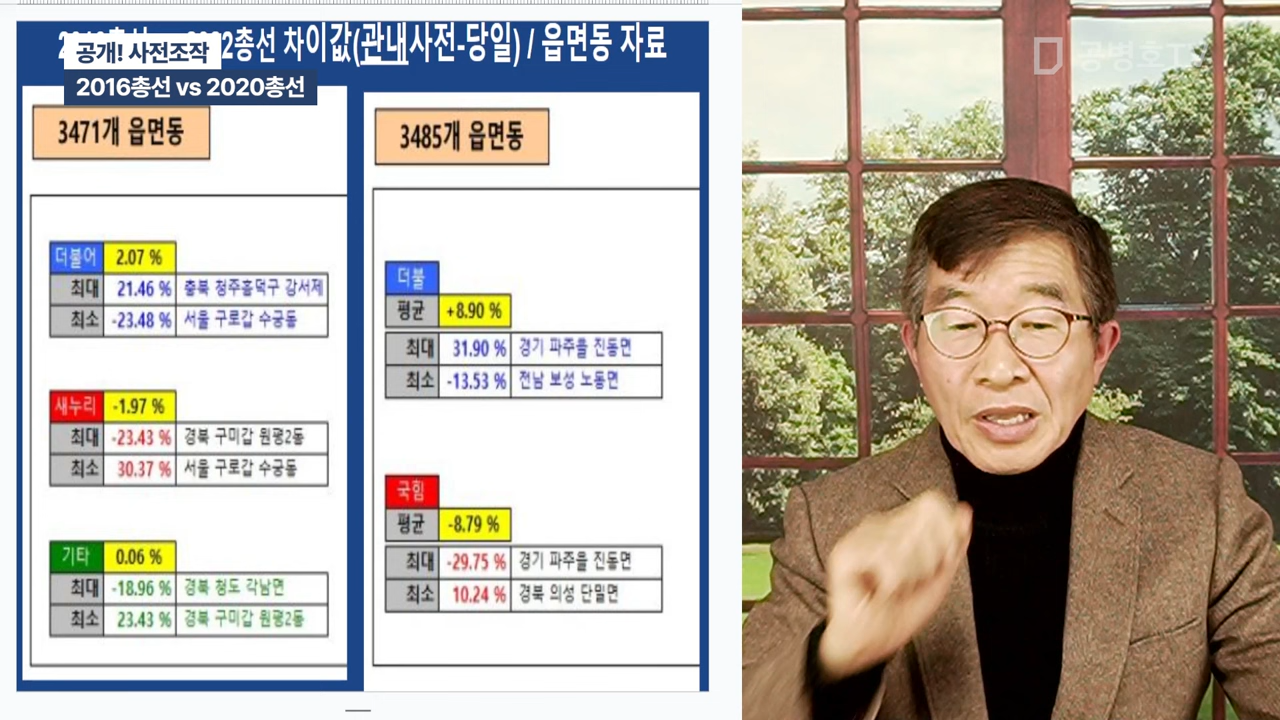 차이값(관내사전-당일) / 읍면동 자료
공개! 사전조작
2016총선 vs 2020총선
3471개 읍면동
더불어 2.07 %
최대 21.46 % 충북 청주흥덕구 강서제
최소 -23.48 % 서울 구로갑 수궁동
새누리 -1.97 %
최대 -23.43 % 경북 구미갑 원평2동
최소 30.37 % 서울 구로갑 수궁동
기타 0.06 %
최대 -18.96 % 경북 청도 각남면
최소 23.43 % 경북 구미갑 원평2동
3485개 읍면동
더불
평균 +8.90 %
최대 31.90 % 경기 파주을 진동면
최소 -13.53 % 전남 보성 노동면
국힘
평균 -8.79 %
최대 -29.75 % 경기 파주을 진동면
최소 10.24 % 경북 의성 단밀면
공병호TV